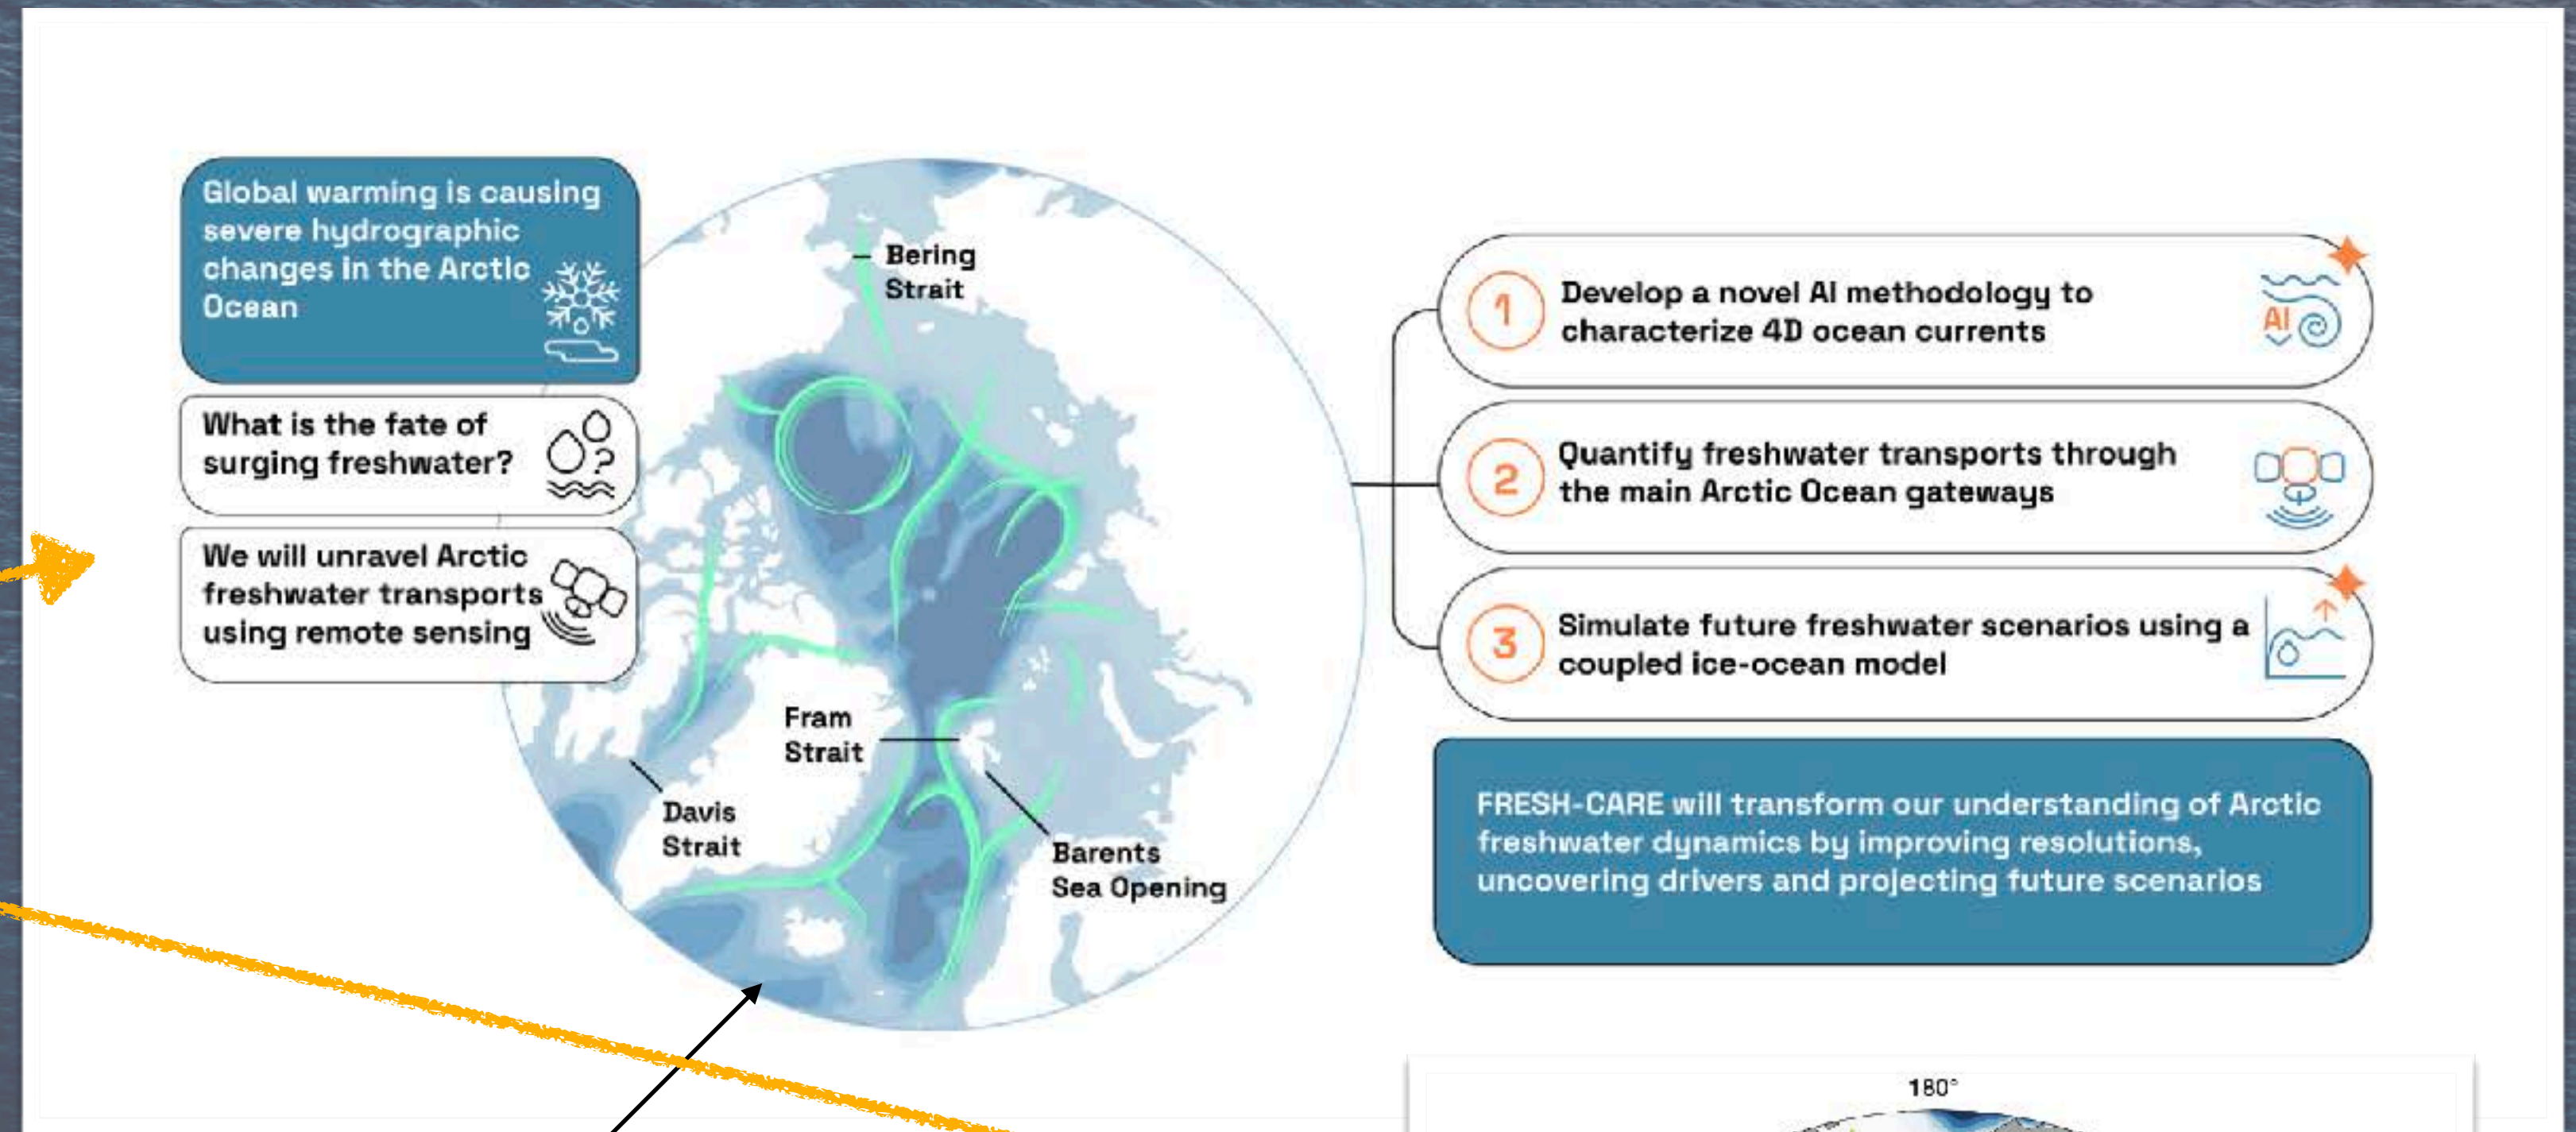 Global warming is causing
severe hydrographic
changes in the Arctic
Ocean
What is the fate of
surging freshwater?
?
We will unravel Arctic
freshwater transports
using remote sensing
Bering
Strait
Fram
Strait
Davis
Strait
Barents
Sea Opening
1
Develop a novel AI methodology to
characterize 4D ocean currents
AI
2
Quantify freshwater transports through
the main Arctic Ocean gateways
3
Simulate future freshwater scenarios using a
coupled ice-ocean model
FRESH-CARE will transform our understanding of Arctic
freshwater dynamics by improving resolutions,
uncovering drivers and projecting future scenarios
180°